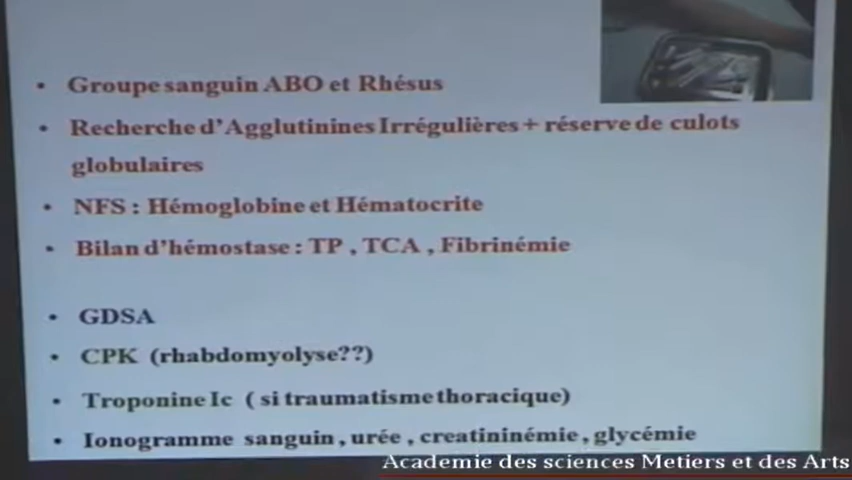 • Groupe sanguin ABO et Rhésus
• Recherche d'Agglutinines Irrégulières + réserve de culots
globulaires
• NFS : Hémoglobine et Hématocrite
• Bilan d'hémostase : TP , TCA , Fibrinémie
• GDSA
• CPK (rhabdomyolyse??)
• Troponine Ic ( si traumatisme thoracique)
• Ionogramme sanguin , urée , creatininémie , glycémie
Academie des sciences Metiers et des Arts